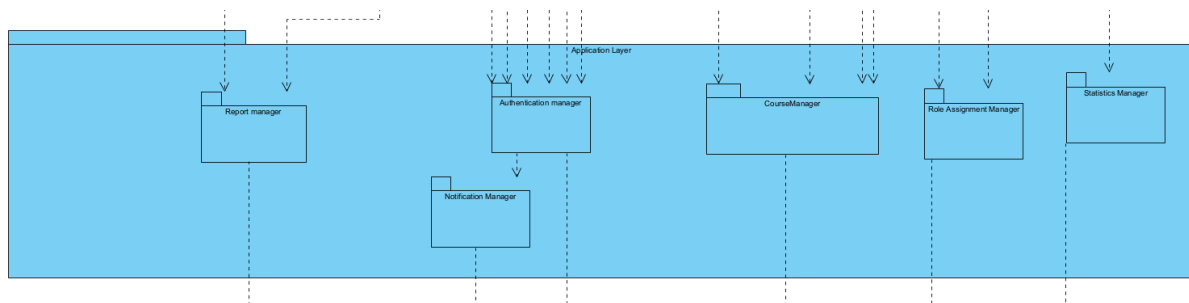 Application Layer
Report manager
Authentication manager
CourseManager
Role Assignment Manager
Statistics Manager
Notification Manager